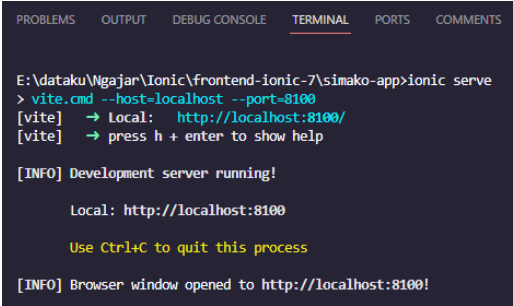 PROBLEMS OUTPUT DEBUG CONSOLE TERMINAL PORTS COMMENTS
E:\dataku\Ngajar\Ionic\frontend-ionic-7\simako-app>ionic serve
> vite.cmd --host=localhost --port=8100
[vite] → Local: http://localhost:8100/
[vite] → press h + enter to show help
[INFO] Development server running!
Local: http://localhost:8100
Use Ctrl+C to quit this process
[INFO] Browser window opened to http://localhost:8100!